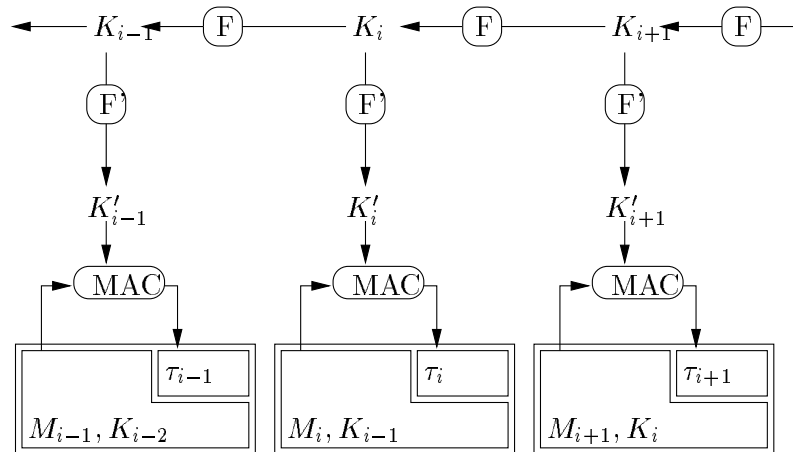 K_{i−1} F K_i F K_{i+1} F
F' F' F'
K'_{i−1} K'_i K'_{i+1}
MAC MAC MAC
τ_{i−1} τ_i τ_{i+1}
M_{i−1}, K_{i−2} M_i, K_{i−1} M_{i+1}, K_i